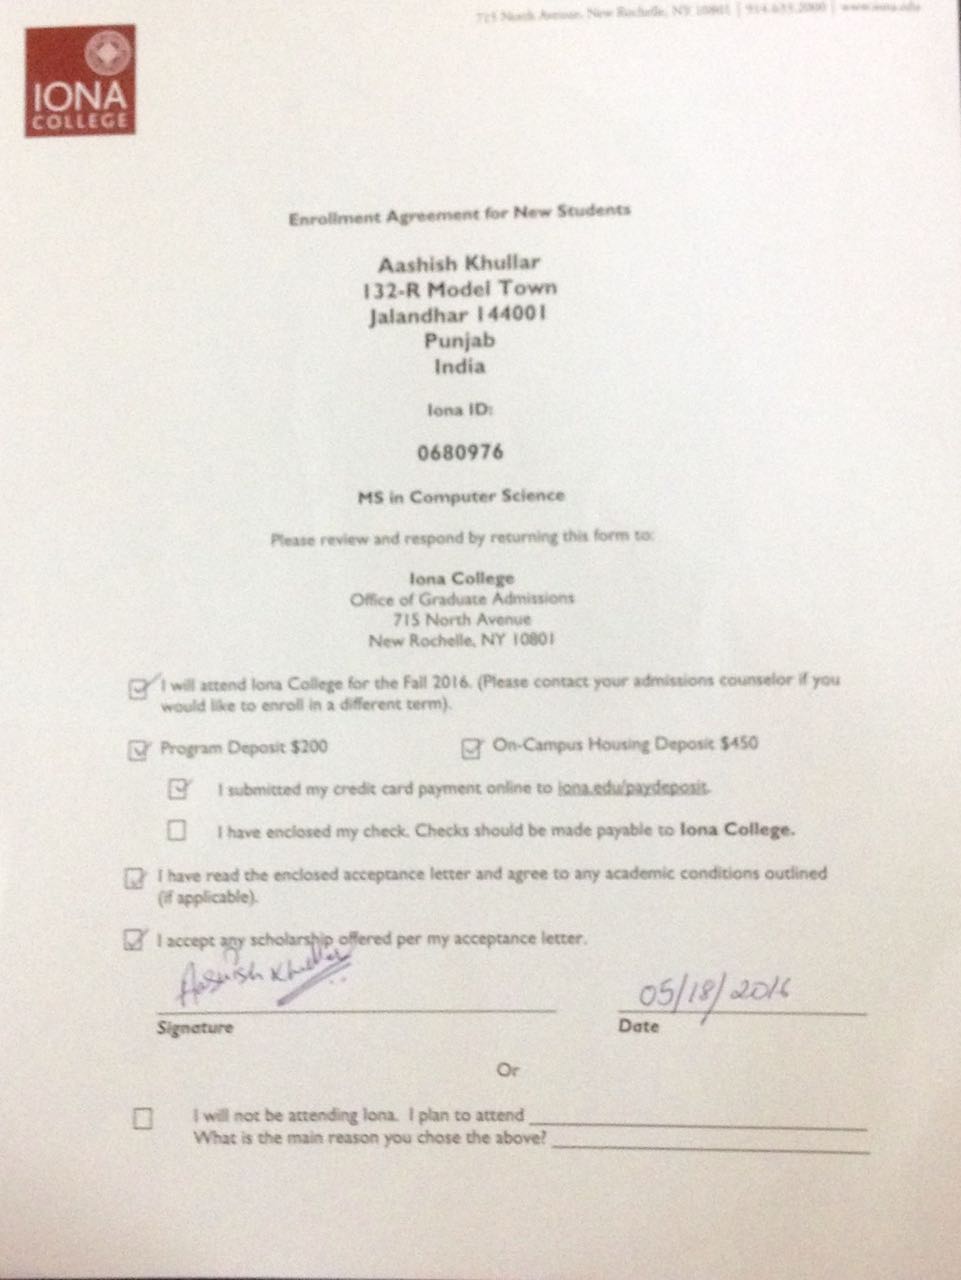 715 North Avenue, New Rochelle, NY 10801 | 914.633.2000 | www.iona.edu
IONA
COLLEGE
Enrollment Agreement for New Students
Aashish Khullar
132-R Model Town
Jalandhar 144001
Punjab
India
Iona ID:
0680976
MS in Computer Science
Please review and respond by returning this form to:
Iona College
Office of Graduate Admissions
715 North Avenue
New Rochelle, NY 10801
I will attend Iona College for the Fall 2016. (Please contact your admissions counselor if you
would like to enroll in a different term).
Program Deposit $200 On-Campus Housing Deposit $450
I submitted my credit card payment online to iona.edu/paydeposit.
I have enclosed my check. Checks should be made payable to Iona College.
I have read the enclosed acceptance letter and agree to any academic conditions outlined
(if applicable).
I accept any scholarship offered per my acceptance letter.
Aashish Khullar 05/18/2016
Signature Date
Or
I will not be attending Iona. I plan to attend
What is the main reason you chose the above?